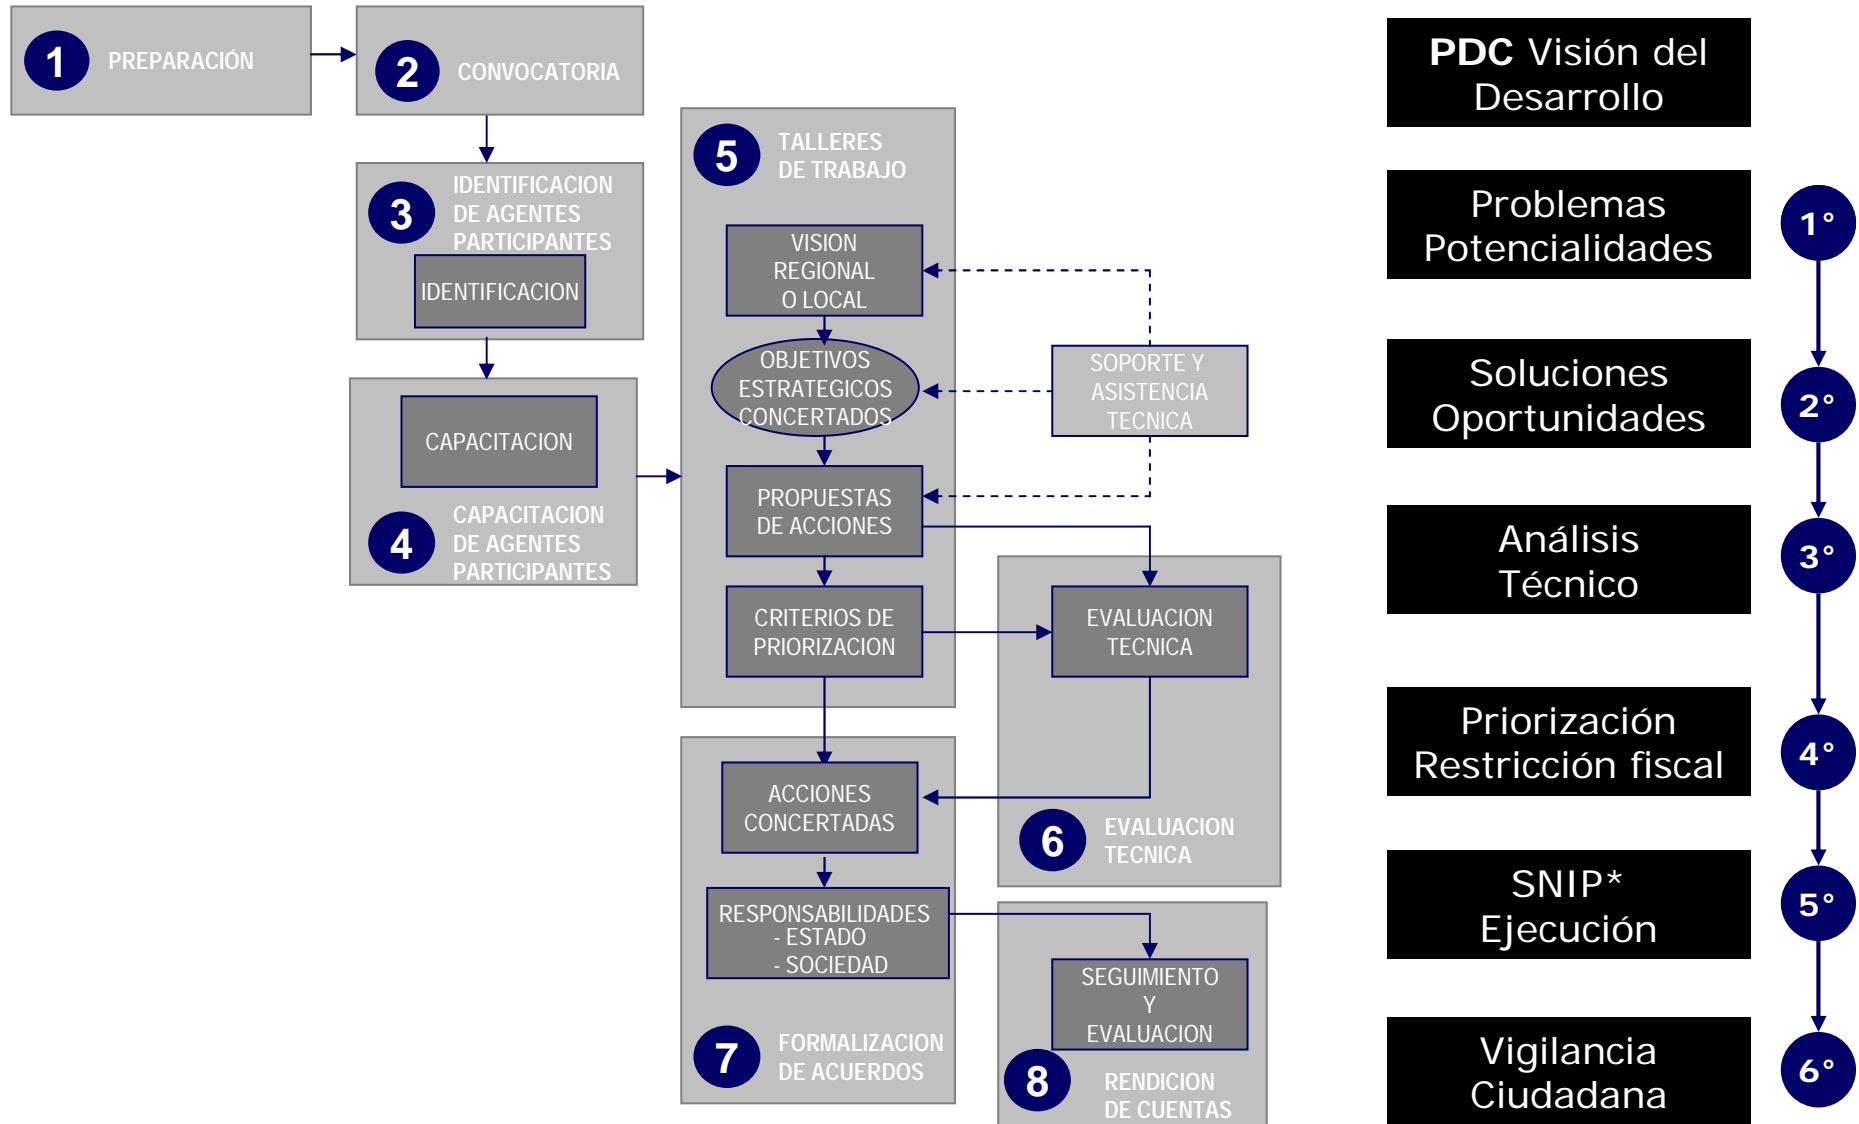 1
PREPARACIÓN
2
CONVOCATORIA
3
IDENTIFICACION
DE AGENTES
PARTICIPANTES
IDENTIFICACION
CAPACITACION
4
CAPACITACION
DE AGENTES
PARTICIPANTES
5
TALLERES
DE TRABAJO
VISION
REGIONAL
O LOCAL
OBJETIVOS
ESTRATEGICOS
CONCERTADOS
PROPUESTAS
DE ACCIONES
CRITERIOS DE
PRIORIZACION
SOPORTE Y
ASISTENCIA
TECNICA
EVALUACION
TECNICA
6
EVALUACION
TECNICA
ACCIONES
CONCERTADAS
RESPONSABILIDADES
- ESTADO
- SOCIEDAD
7
FORMALIZACION
DE ACUERDOS
SEGUIMIENTO
Y
EVALUACION
8
RENDICION
DE CUENTAS
PDC Visión del
Desarrollo
Problemas
Potencialidades
1°
Soluciones
Oportunidades
2°
Análisis
Técnico
3°
Priorización
Restricción fiscal
4°
SNIP*
Ejecución
5°
Vigilancia
Ciudadana
6°